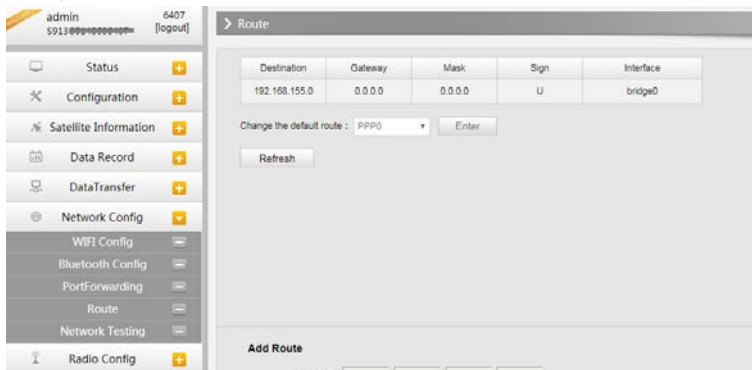 admin 6407
[logout]
Status
Configuration
Satellite Information
Data Record
DataTransfer
Network Config
WIFI Config
Bluetooth Config
PortForwarding
Route
Network Testing
Radio Config
Route
Destination Gateway Mask Sign Interface
192.168.155.0 0.0.0.0 0.0.0.0 U bridge0
Change the default route : PPP0 Enter
Refresh
Add Route